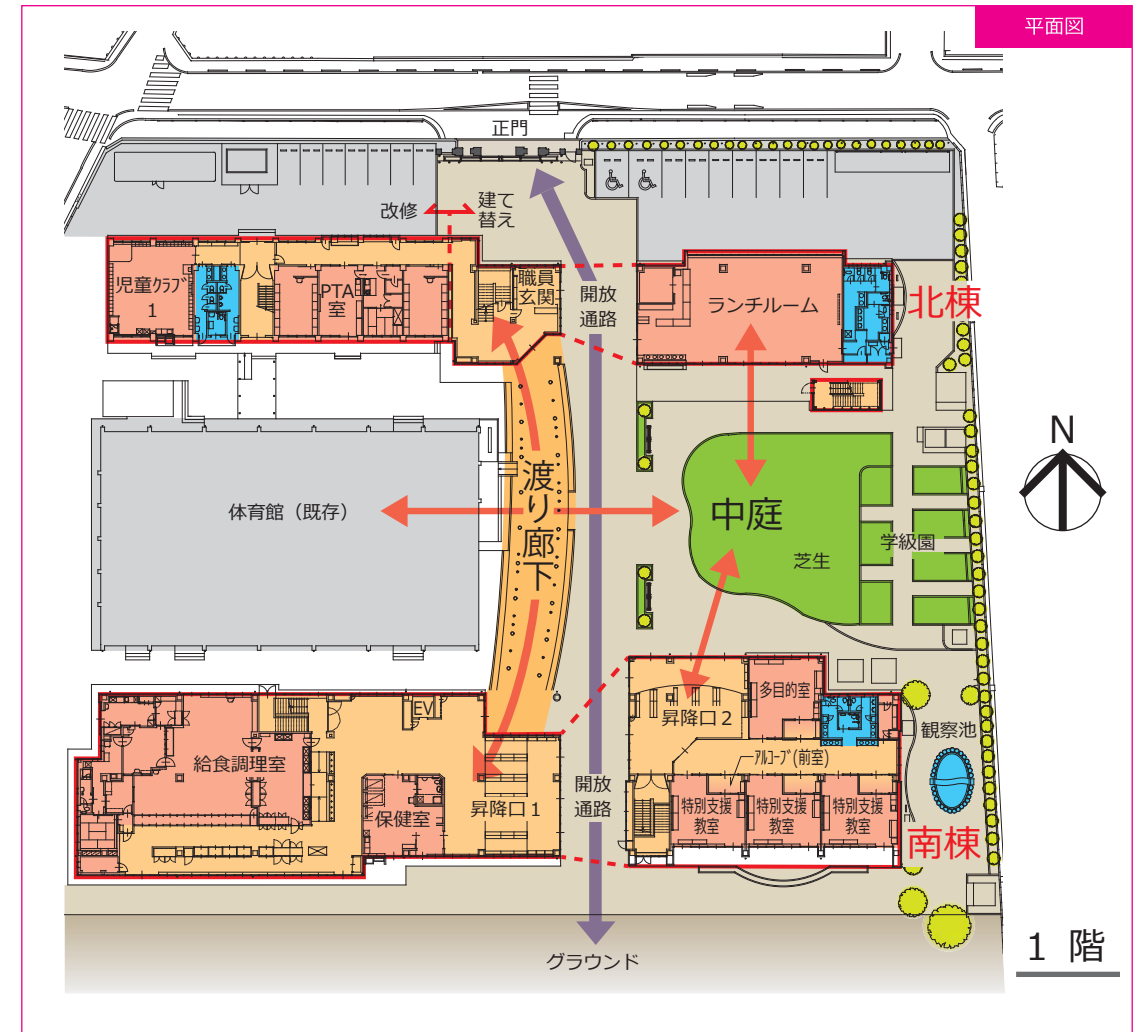 平面図
正門
改修
建て
替え
児童クラブ
1
PTA
室
職員
玄関
開放
通路
ランチルーム
北棟
N
体育館（既存）
渡り廊下
中庭
芝生
学級園
EV
給食調理室
保健室
昇降口 1
開放
通路
昇降口 2
多目的室
アルコーブ(前室)
特別支援
教室
特別支援
教室
特別支援
教室
観察池
南棟
グラウンド
1 階